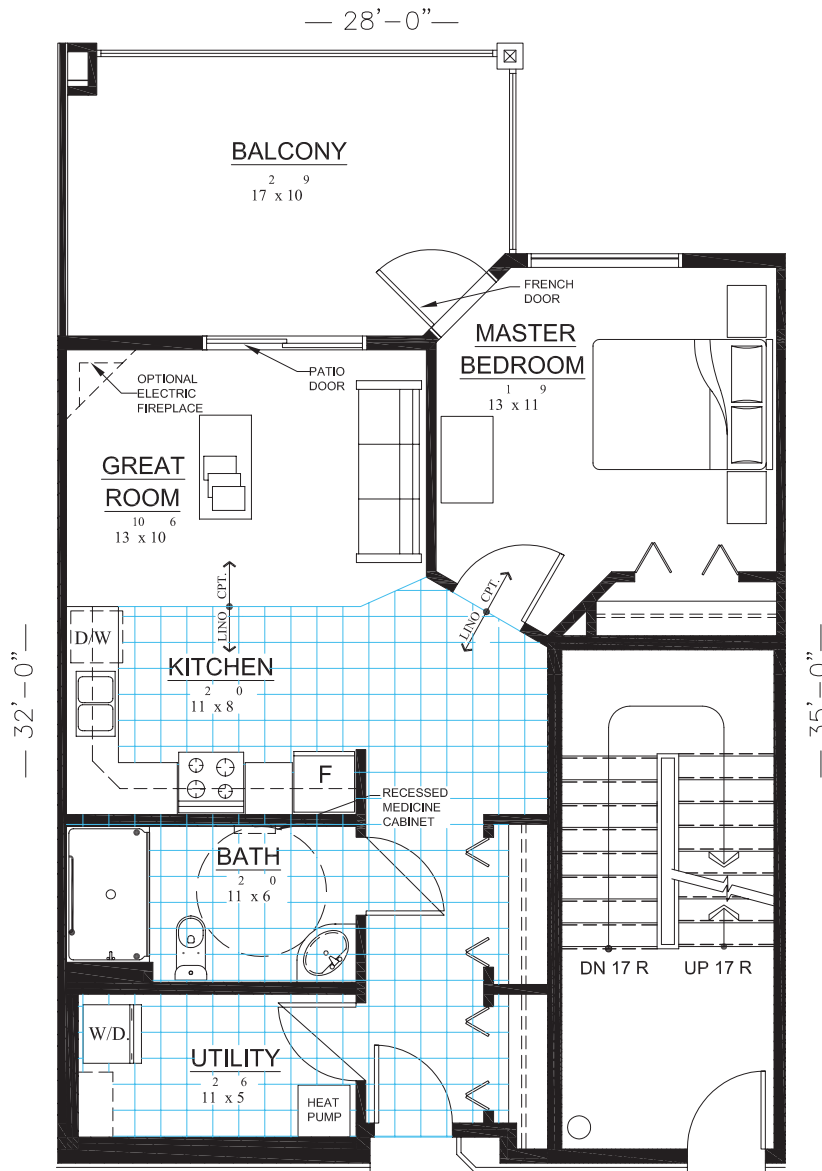 — 28’-0” —
BALCONY
2 9
17 x 10
FRENCH
DOOR
MASTER
BEDROOM
1 9
13 x 11
PATIO
DOOR
OPTIONAL
ELECTRIC
FIREPLACE
GREAT
ROOM
10 6
13 x 10
CPT.
LINO.
CPT.
LINO.
D/W
KITCHEN
2 0
11 x 8
— 32’-0” —
— 35’-0” —
F
RECESSED
MEDICINE
CABINET
BATH
2 0
11 x 6
DN 17 R
UP 17 R
W/D.
UTILITY
2 6
11 x 5
HEAT
PUMP